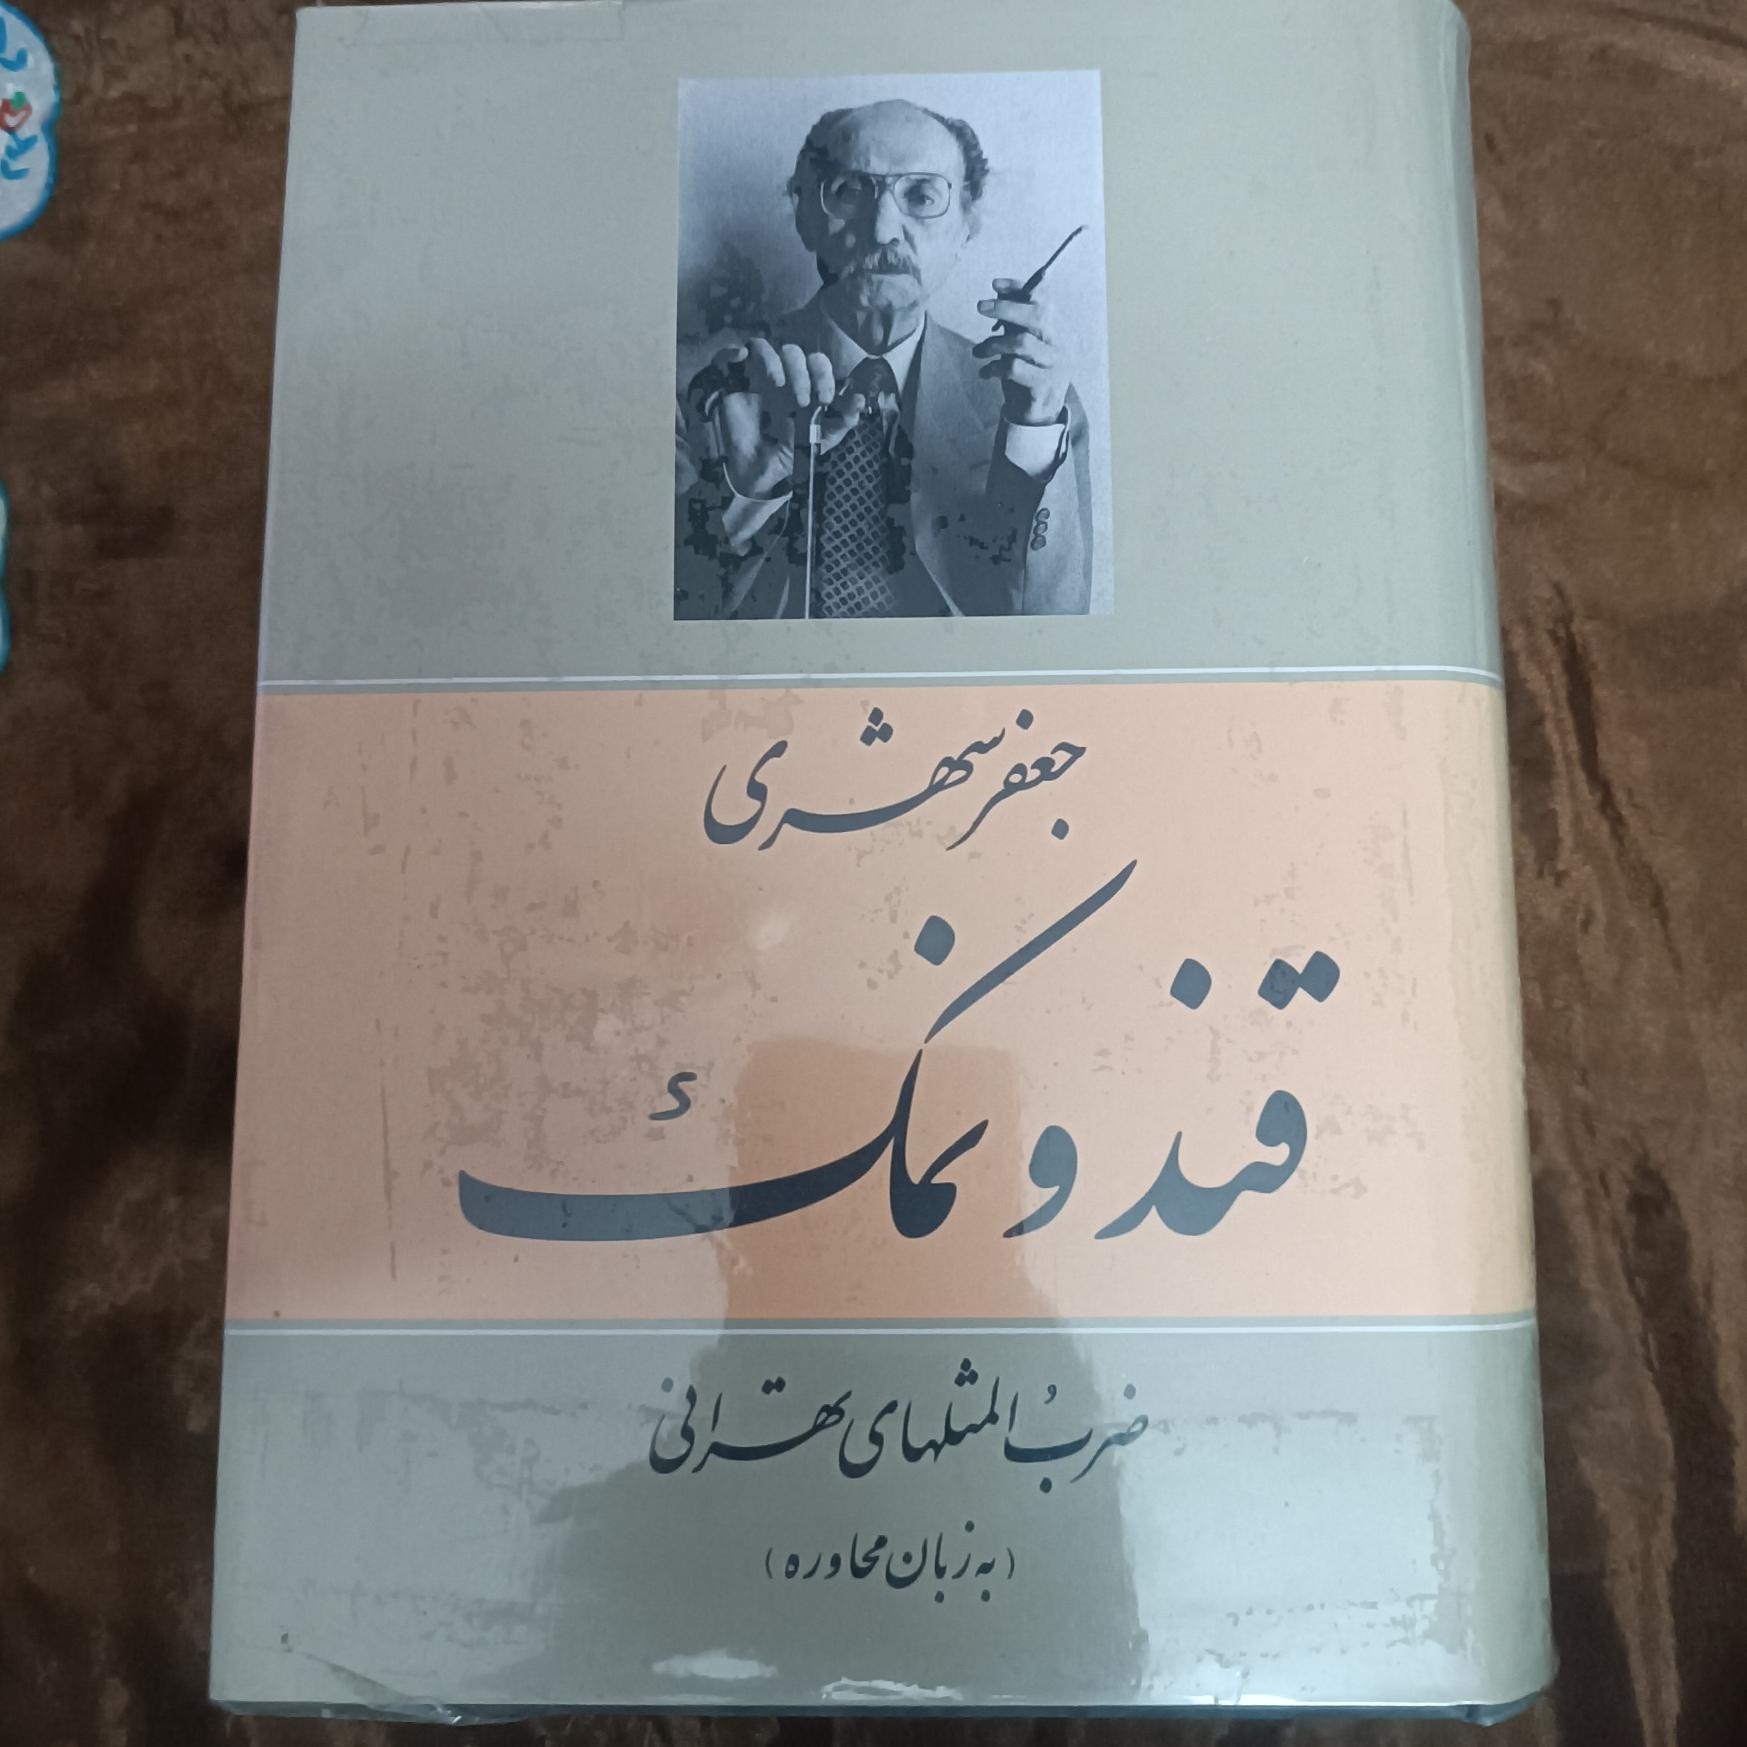 جعفر شهری
قند و نمک
ضربُ المثلهای تهرانی
(به زبان محاوره)